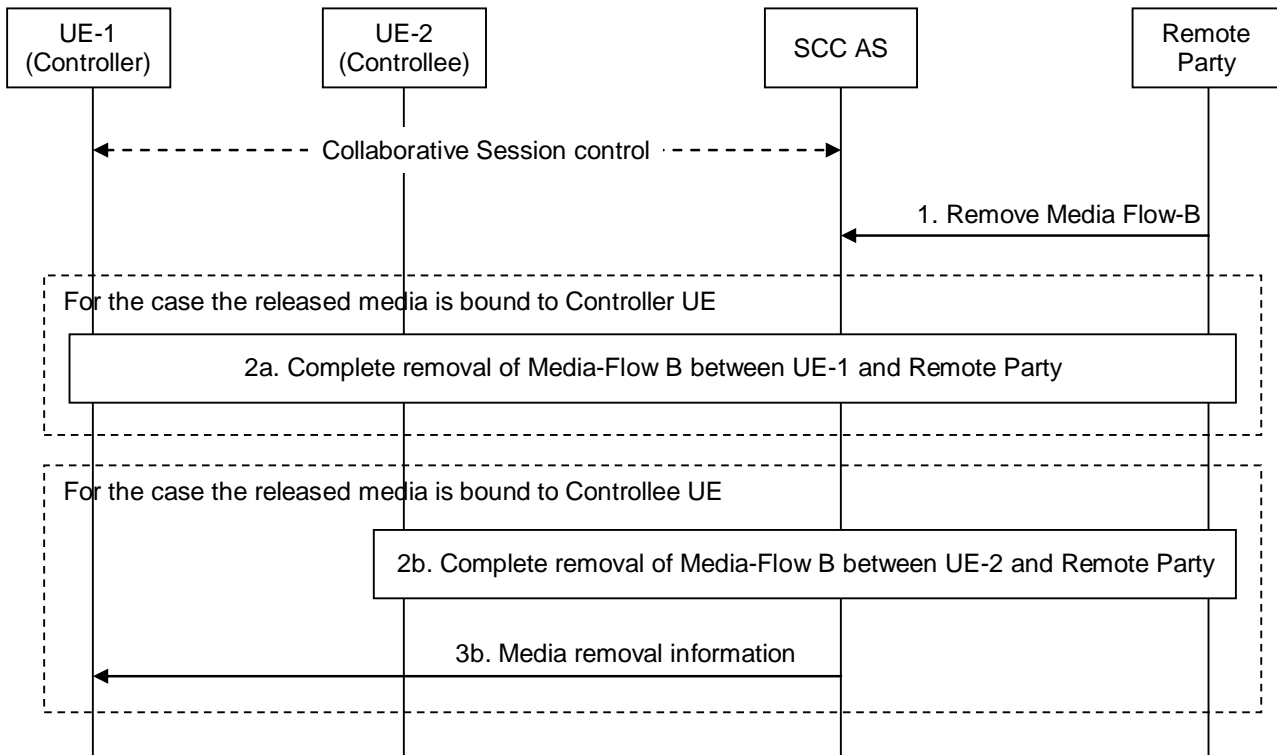 UE-1
(Controller)
UE-2
(Controllee)
SCC AS
Remote
Party
Collaborative Session control
1. Remove Media Flow-B
For the case the released media is bound to Controller UE
2a. Complete removal of Media-Flow B between UE-1 and Remote Party
For the case the released media is bound to Controllee UE
2b. Complete removal of Media-Flow B between UE-2 and Remote Party
3b. Media removal information